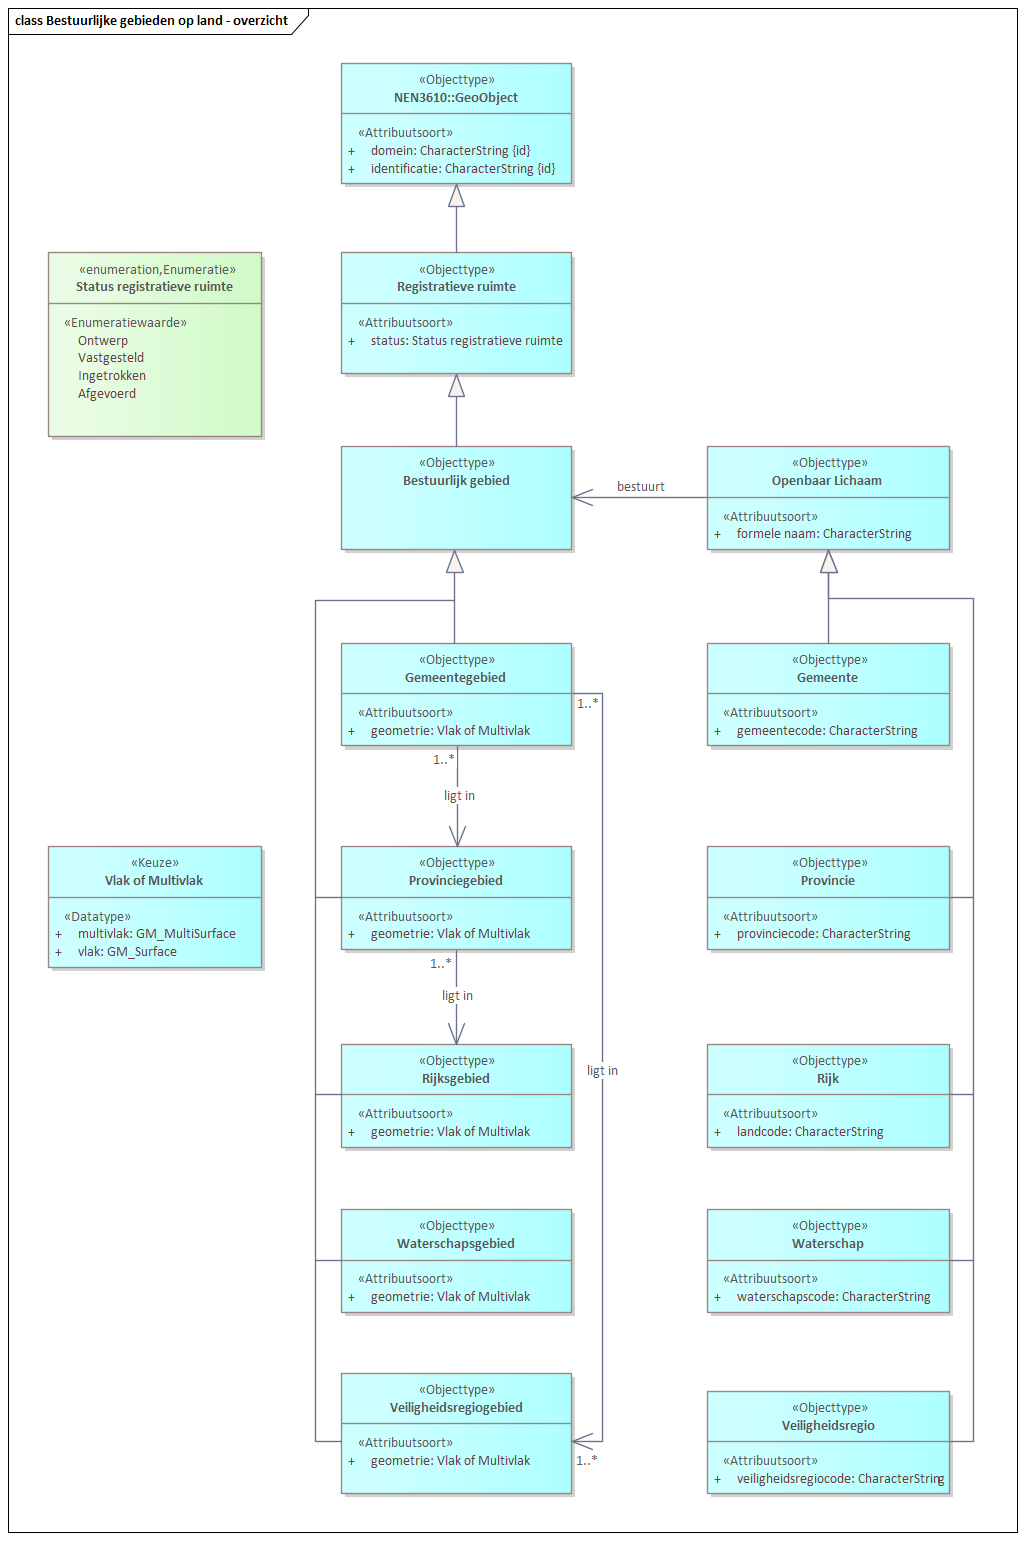 class Bestuurlijke gebieden op land - overzicht
«Objecttype»
NEN3610::GeoObject
«Attribuutsoort»
+ domein: CharacterString {id}
+ identificatie: CharacterString {id}
«enumeration,Enumeratie»
Status registratieve ruimte
«Enumeratiewaarde»
Ontwerp
Vastgesteld
Ingetrokken
Afgevoerd
«Objecttype»
Registratieve ruimte
«Attribuutsoort»
+ status: Status registratieve ruimte
«Objecttype»
Bestuurlijk gebied
bestuurt
«Objecttype»
Openbaar Lichaam
«Attribuutsoort»
+ formele naam: CharacterString
«Objecttype»
Gemeentegebied
«Attribuutsoort»
+ geometrie: Vlak of Multivlak
1..*
1..*
ligt in
«Objecttype»
Gemeente
«Attribuutsoort»
+ gemeentecode: CharacterString
«Keuze»
Vlak of Multivlak
«Datatype»
+ multivlak: GM_MultiSurface
+ vlak: GM_Surface
«Objecttype»
Provinciegebied
«Attribuutsoort»
+ geometrie: Vlak of Multivlak
1..*
ligt in
«Objecttype»
Provincie
«Attribuutsoort»
+ provinciecode: CharacterString
«Objecttype»
Rijksgebied
«Attribuutsoort»
+ geometrie: Vlak of Multivlak
ligt in
«Objecttype»
Rijk
«Attribuutsoort»
+ landcode: CharacterString
«Objecttype»
Waterschapsgebied
«Attribuutsoort»
+ geometrie: Vlak of Multivlak
«Objecttype»
Waterschap
«Attribuutsoort»
+ waterschapscode: CharacterString
«Objecttype»
Veiligheidsregiogebied
«Attribuutsoort»
+ geometrie: Vlak of Multivlak
1..*
«Objecttype»
Veiligheidsregio
«Attribuutsoort»
+ veiligheidsregiocode: CharacterString